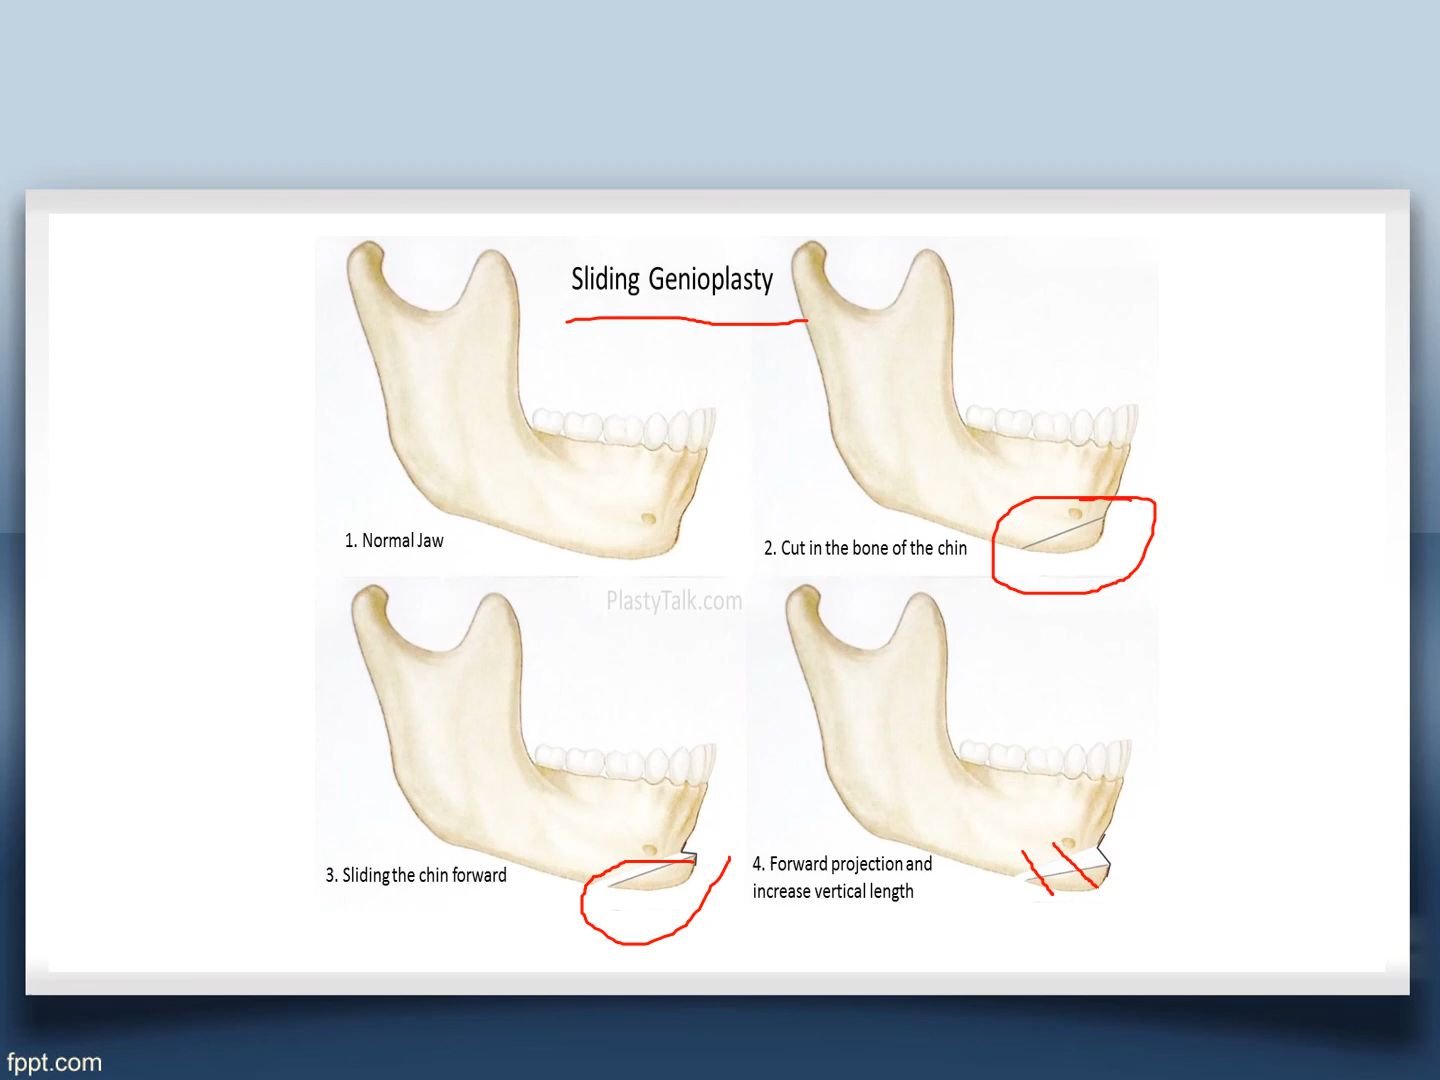 Sliding Genioplasty
1. Normal Jaw
2. Cut in the bone of the chin
PlastyTalk.com
3. Sliding the chin forward
4. Forward projection and
increase vertical length
fppt.com